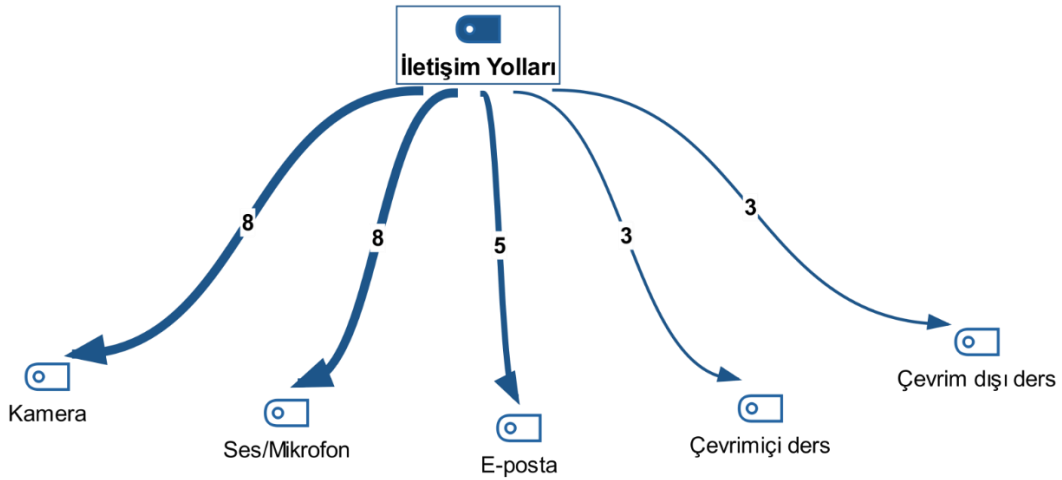 İletişim Yolları
8
8
5
3
3
Kamera
Ses/Mikrofon
E-posta
Çevrimiçi ders
Çevrim dışı ders